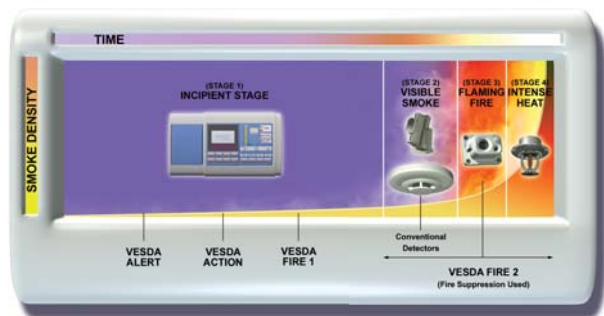 TIME
SMOKE DENSITY
(STAGE 1)
INCIPIENT STAGE
(STAGE 2)
VISIBLE
SMOKE
(STAGE 3)
FLAMING
FIRE
(STAGE 4)
INTENSE
HEAT
VESDA
ALERT
VESDA
ACTION
VESDA
FIRE 1
Conventional
Detectors
VESDA FIRE 2
(Fire Suppression Used)